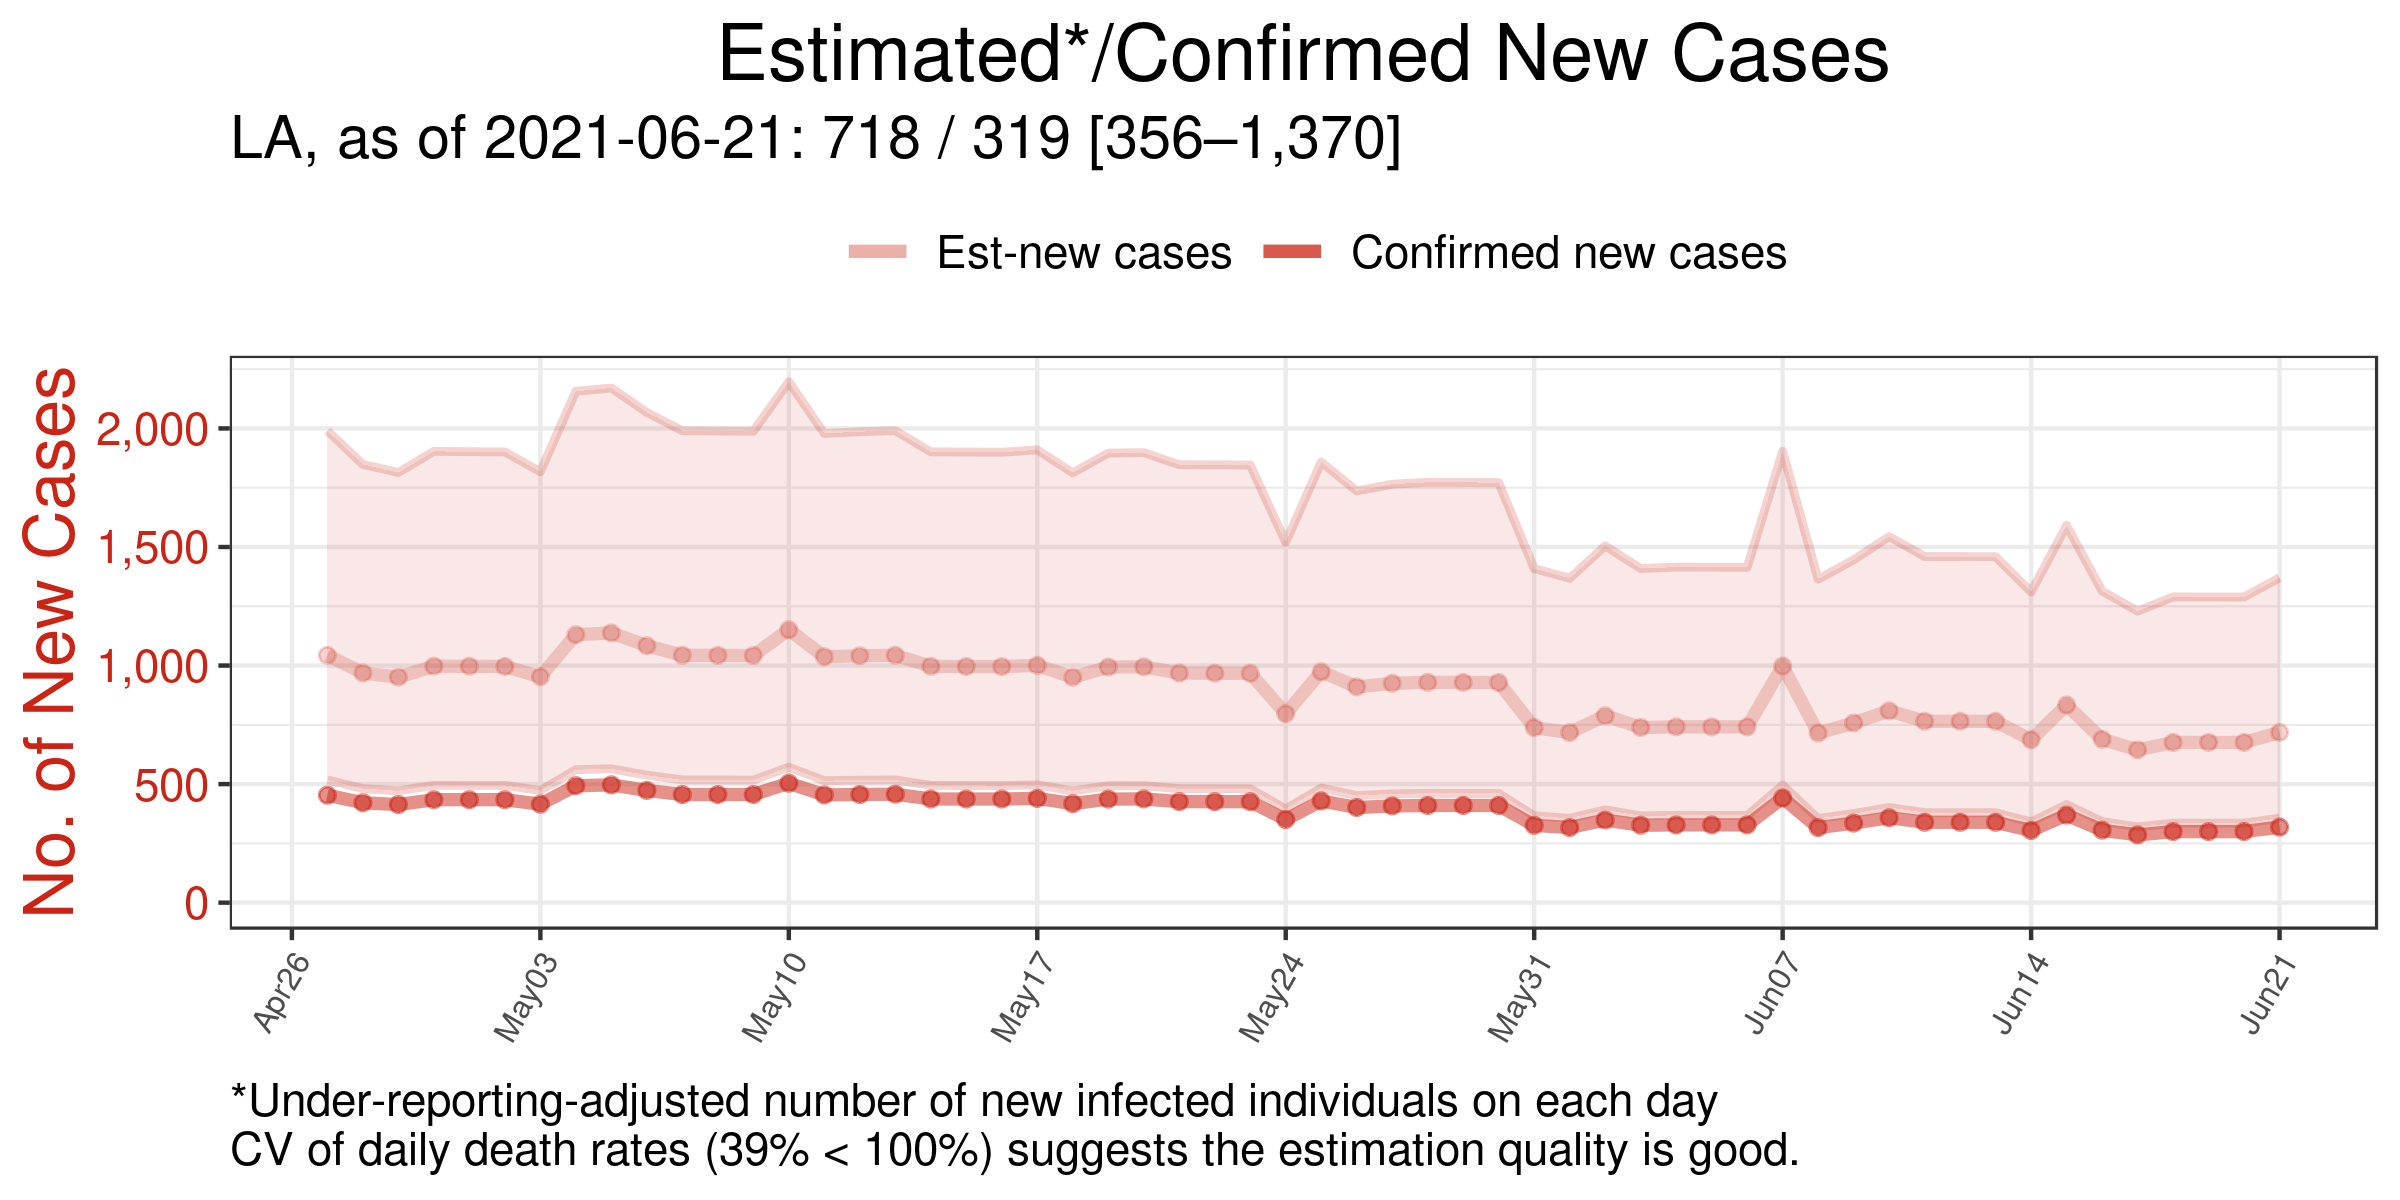 Estimated*/Confirmed New Cases
LA, as of 2021-06-21: 718 / 319 [356–1,370]
Est-new cases
Confirmed new cases
No. of New Cases
2,000
1,500
1,000
500
0
Apr26
May03
May10
May17
May24
May31
Jun07
Jun14
Jun21
*Under-reporting-adjusted number of new infected individuals on each day
CV of daily death rates (39% < 100%) suggests the estimation quality is good.